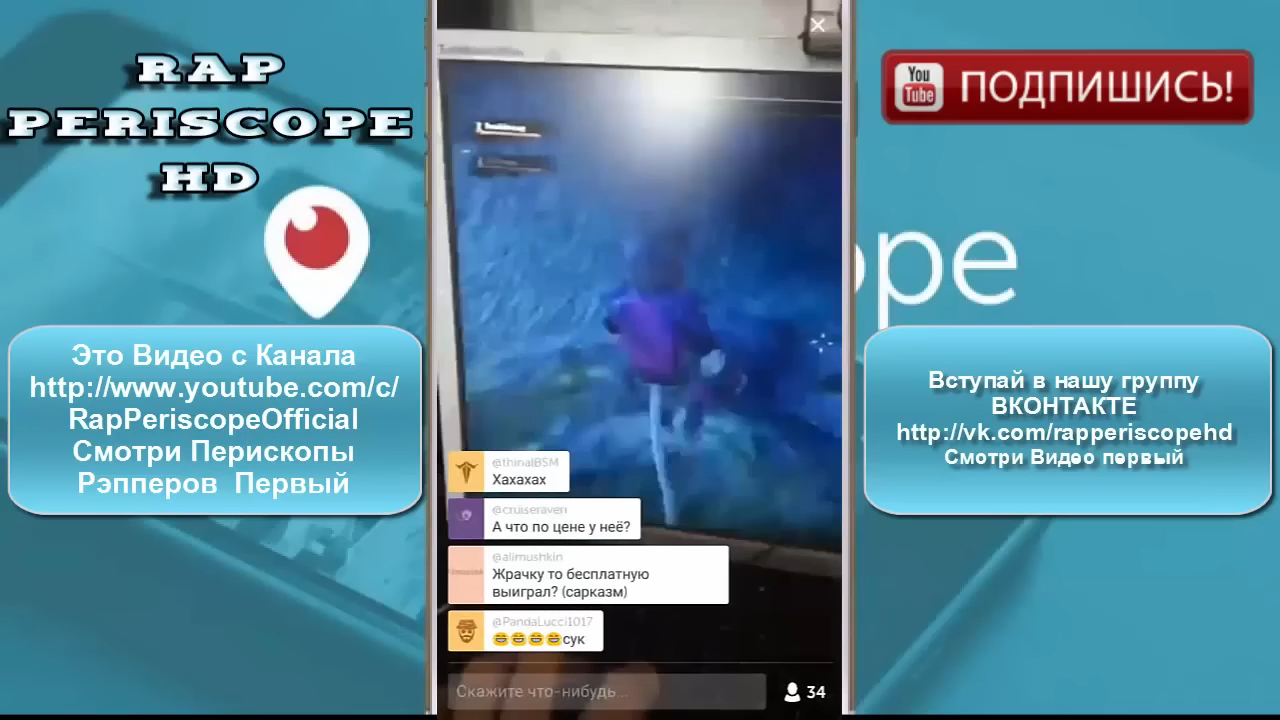 RAP
PERISCOPE
HD
Это Видео с Канала
http://www.youtube.com/c/
RapPeriscopeOfficial
Смотри Перископы
Рэпперов Первый
@thinalBSM
Хахахах
@cruiseraven
А что по цене у неё?
@alimushkin
Жрачку то бесплатную
выиграл? (сарказм)
@PandaLucci1017
😂😂😂😂сук
Скажите что-нибудь...
34
You
Tube
ПОДПИШИСЬ!
ope
Вступай в нашу группу
ВКОНТАКТЕ
http://vk.com/rapperiscopehd
Смотри Видео первый